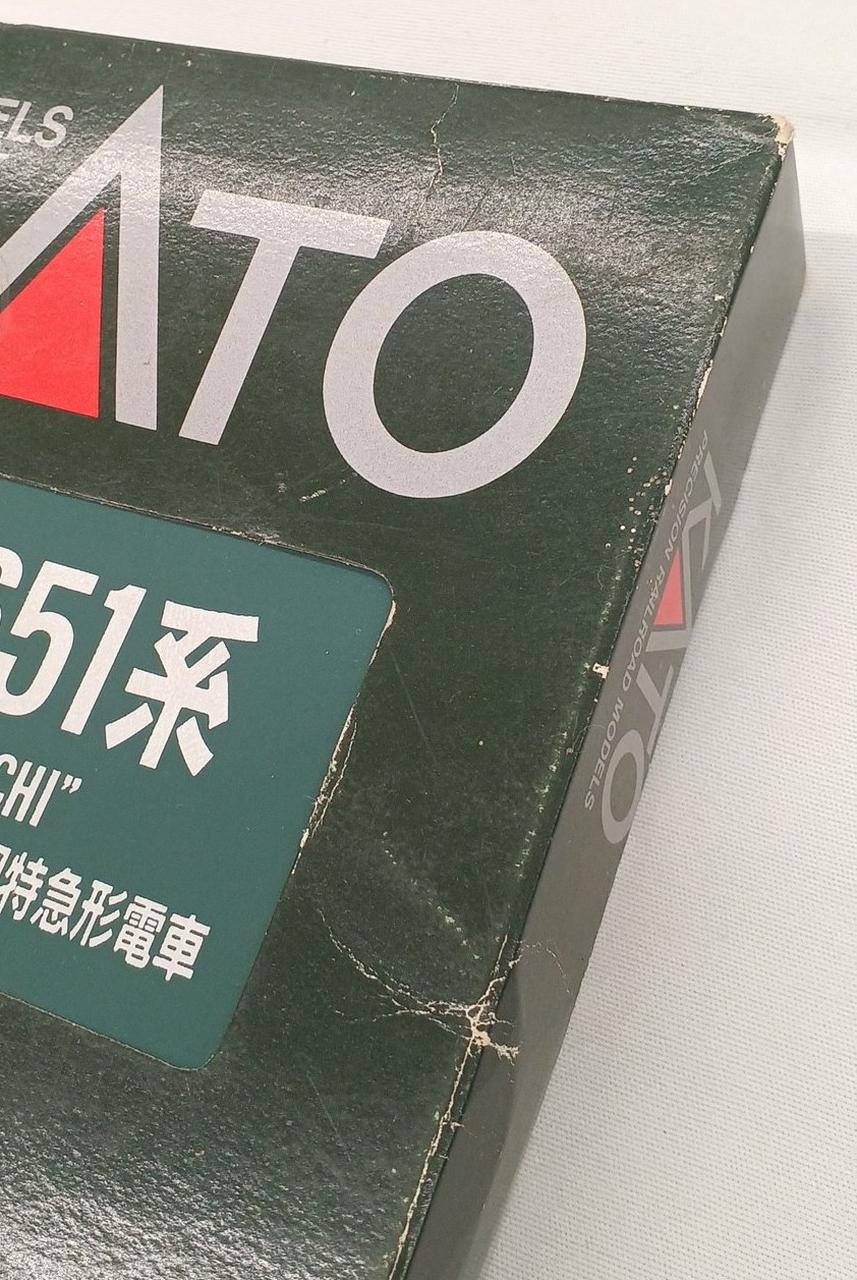 ELS
ATO
651系
CHI”
特急形電車
PRECISION RAILROAD MODELS
KATO